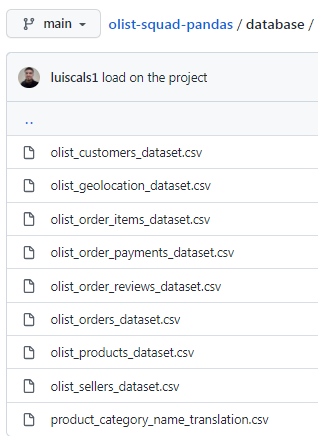 main olist-squad-pandas / database /
luiscals1 load on the project
..
olist_customers_dataset.csv
olist_geolocation_dataset.csv
olist_order_items_dataset.csv
olist_order_payments_dataset.csv
olist_order_reviews_dataset.csv
olist_orders_dataset.csv
olist_products_dataset.csv
olist_sellers_dataset.csv
product_category_name_translation.csv